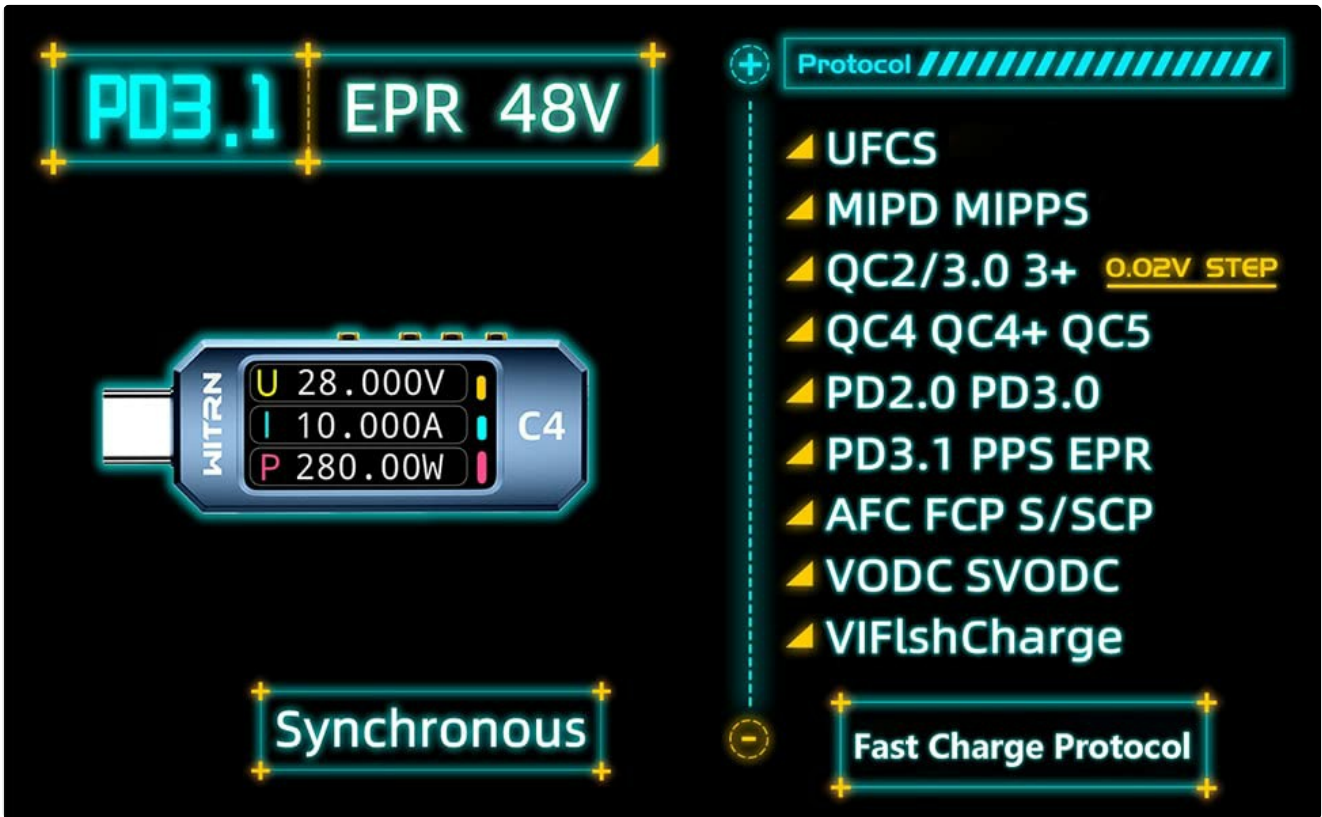 PD3.1 EPR 48V
WITRN
U 28.000V
I 10.000A
P 280.00W
C4
Synchronous
Protocol
UFCS
MIPD MIPPS
QC2/3.0 3+ 0.02V STEP
QC4 QC4+ QC5
PD2.0 PD3.0
PD3.1 PPS EPR
AFC FCP S/SCP
VODC SVODC
VIFlshCharge
Fast Charge Protocol